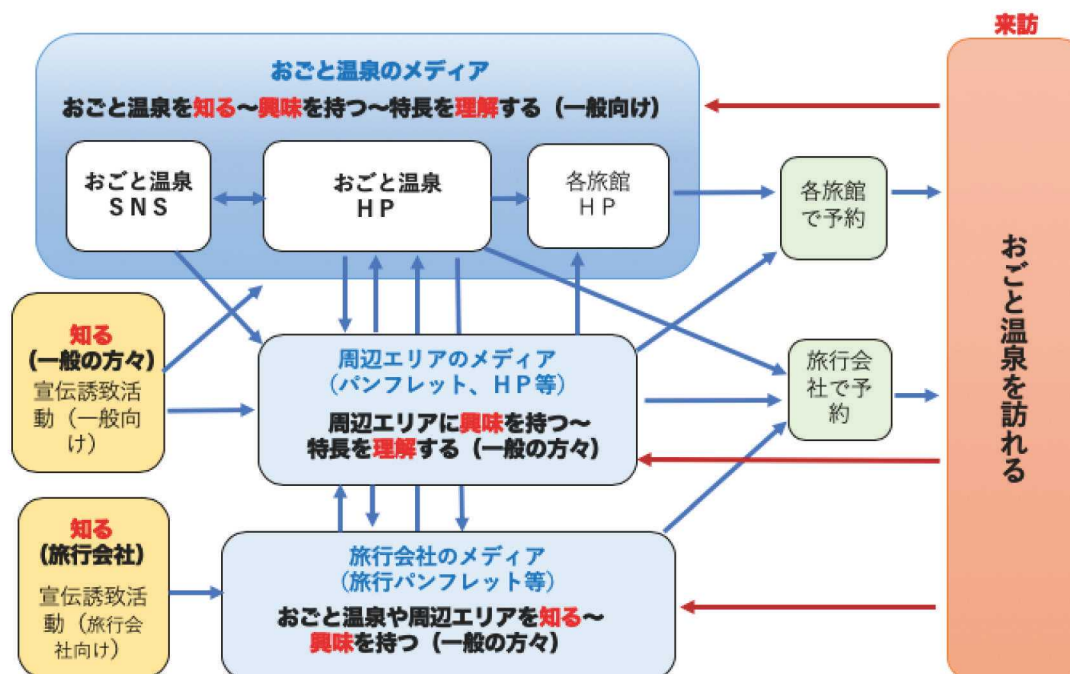 来訪
おごと温泉のメディア
おごと温泉を知る～興味を持つ～特長を理解する（一般向け）
おごと温泉
ＳＮＳ
おごと温泉
ＨＰ
各旅館
ＨＰ
各旅館
で予約
知る
（一般の方々）
宣伝誘致活
動（一般向
け）
周辺エリアのメディア
（パンフレット、ＨＰ等）
周辺エリアに興味を持つ～
特長を理解する（一般の方々）
旅行会
社で予
約
おごと温泉を訪れる
知る
（旅行会社）
宣伝誘致活
動（旅行会
社向け）
旅行会社のメディア
（旅行パンフレット等）
おごと温泉や周辺エリアを知る～
興味を持つ（一般の方々）